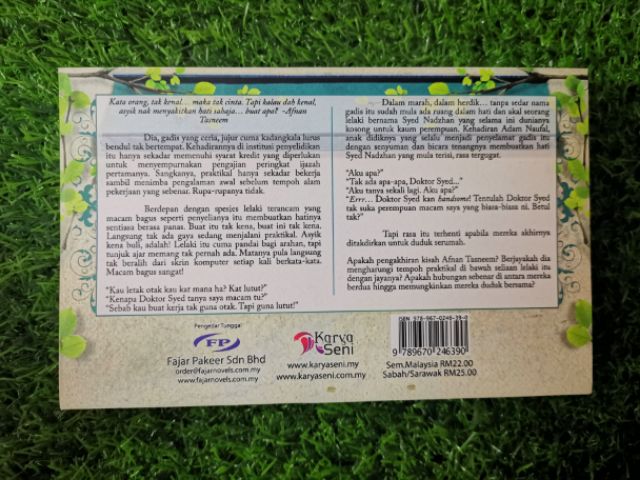 Kata orang, tak kenal... maka tak cinta. Tapi kalau dah kenal,
asyik nak menyakitkan hati sahaja... buat apa? -Afnan
Tasneem
Dia, gadis yang ceria, jujur cuma kadangkala lurus
bendul tak bertempat. Kehadirannya di institusi penyelidikan
itu hanya sekadar memenuhi syarat kredit yang diperlukan
untuk menyempurnakan pengajian peringkat ijazah
pertamanya. Sangkanya, praktikal hanya sekadar bekerja
sambil menimba pengalaman awal sebelum tempoh alam
pekerjaan yang sebenar. Rupa-rupanya tidak.
Berdepan dengan spesies lelaki terancam yang
macam bagus seperti penyelianya itu membuatkan hatinya
sentiasa berasa panas. Buat itu tak kena, buat ini tak kena.
Langsung tak ada gaya sedang menjalani praktikal. Asyik
kena buli, adalah! Lelaki itu cuma pandai bagi arahan, tapi
tunjuk ajar memang tak pernah ada. Matanya pula langsung
tak beralih dari skrin komputer setiap kali berkata-kata.
Macam bagus sangat!
"Kau letak otak kau kat mana ha? Kat lutut?"
"Kenapa Doktor Syed tanya saya macam tu?"
"Sebab kau buat kerja tak guna otak. Tapi guna lutut!"
Dalam marah, dalam herdik... tanpa sedar nama
gadis itu sudah mula ada ruang dalam hati dan akal seorang
lelaki bernama Syed Nadzhan yang selama ini dunianya
kosong untuk kaum perempuan. Kehadiran Adam Naufal,
anak didiknya yang selalu menjadi penyelamat gadis itu
dengan senyuman dan bicara tenangnya membuatkan hati
Syed Nadzhan yang mula terisi, rasa tergugat.
"Aku apa?"
"Tak ada apa-apa, Doktor Syed..."
"Aku tanya sekali lagi. Aku apa?"
"Errr... Doktor Syed kan handsome! Tentulah Doktor Syed
tak suka perempuan macam saya yang biasa-biasa ni. Betul
tak?"
Tapi rasa itu terhenti apabila mereka akhirnya
ditakdirkan untuk duduk serumah.
Apakah pengakhiran kisah Afnan Tasneem? Berjayakah dia
mengharungi tempoh praktikal di bawah seliaan lelaki itu
dengan jayanya? Apakah hubungan sebenar di antara mereka
berdua hingga memungkinkan mereka duduk bersama?
Pengedar Tunggal:
FP
Fajar Pakeer Sdn Bhd
order@fajarnovels.com.my
www.fajarnovels.com.my
Karya
Seni
www.karyaseni.my
www.karyaseni.com.my
ISBN 978-967-0246-39-0
9 789670 246390
Sem.Malaysia RM22.00
Sabah/Sarawak RM25.00